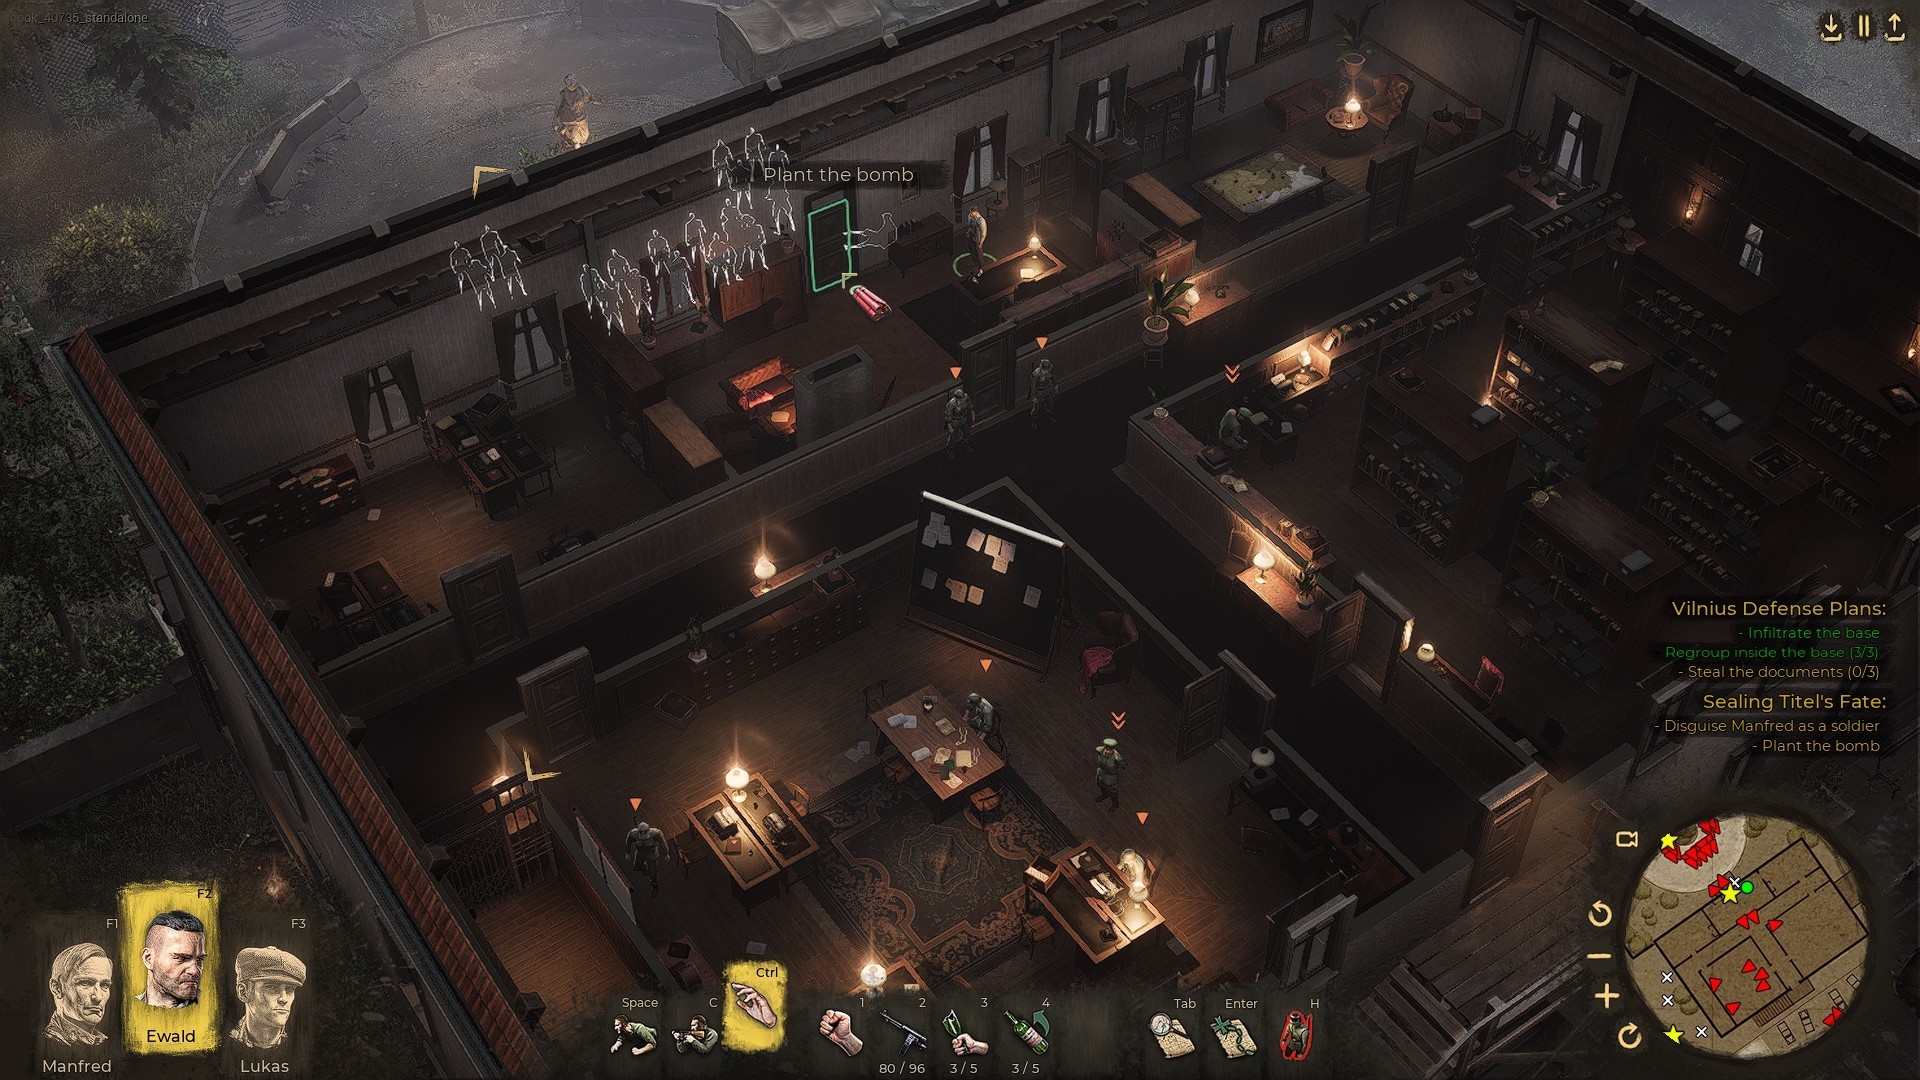 cook_40735_standalone
Plant the bomb
Vilnius Defense Plans:
- Infiltrate the base
Regroup inside the base (3/3)
- Steal the documents (0/3)
Sealing Titel's Fate:
- Disguise Manfred as a soldier
- Plant the bomb
F1
F2
F3
Manfred
Ewald
Lukas
Space
C
Ctrl
1
2
3
4
Tab
Enter
H
80 / 96
3 / 5
3 / 5